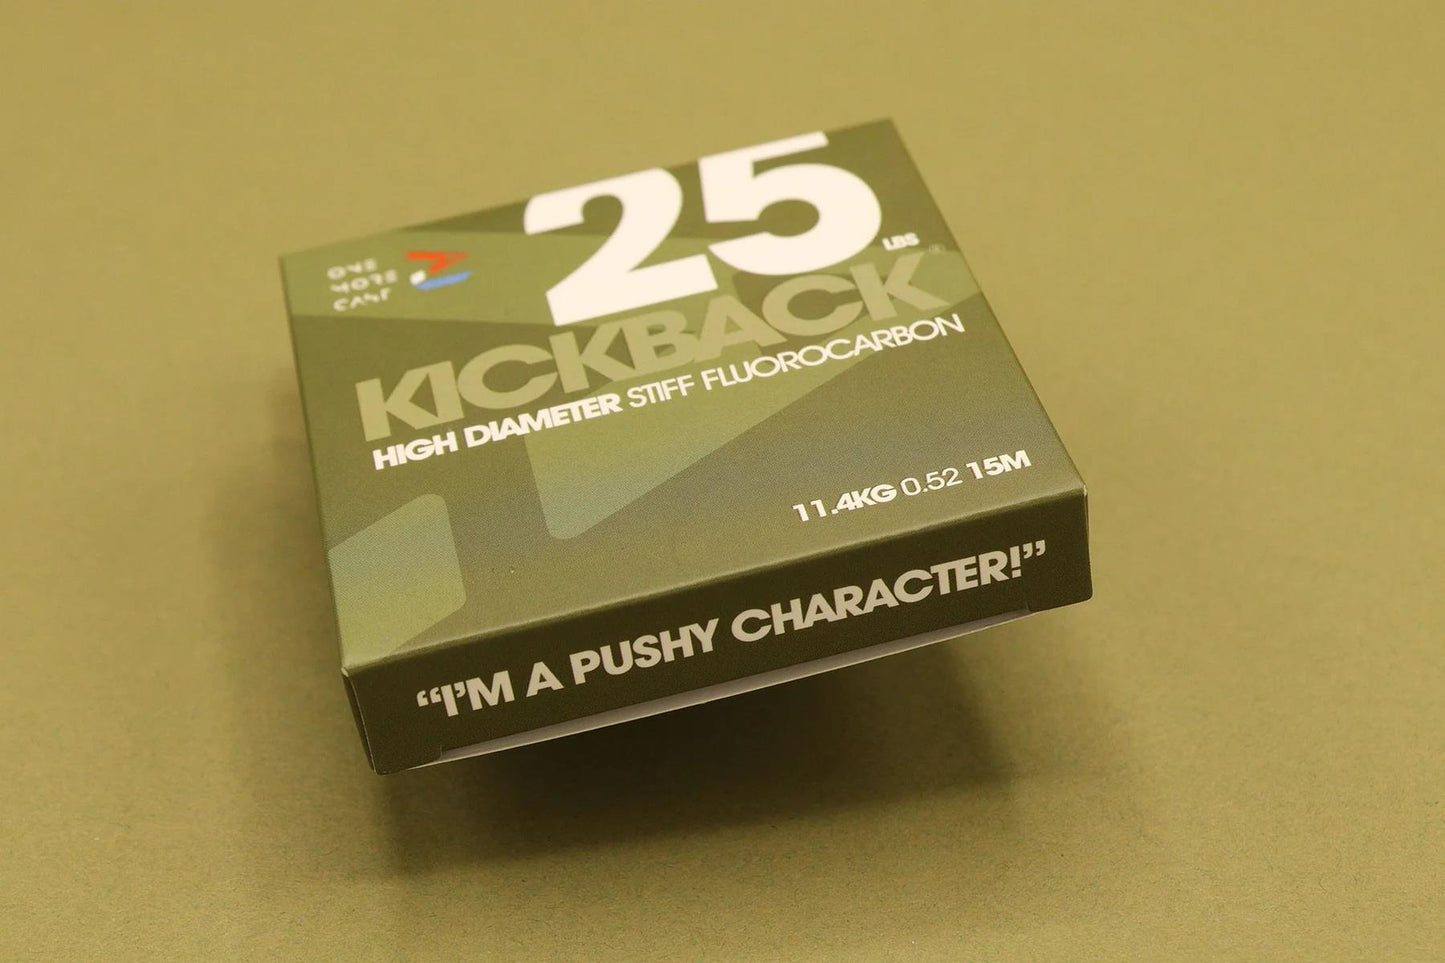 ONE
MORE
CAST
25
LBS
KICKBACK®
HIGH DIAMETER STIFF FLUOROCARBON
11.4KG 0.52 15M
“I’M A PUSHY CHARACTER!”